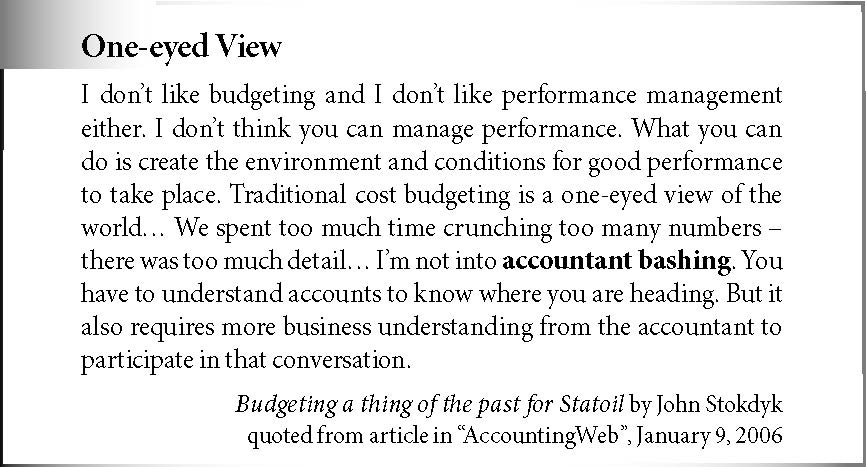 One-eyed View
I don’t like budgeting and I don’t like performance management
either. I don’t think you can manage performance. What you can
do is create the environment and conditions for good performance
to take place. Traditional cost budgeting is a one-eyed view of the
world… We spent too much time crunching too many numbers –
there was too much detail… I’m not into accountant bashing. You
have to understand accounts to know where you are heading. But it
also requires more business understanding from the accountant to
participate in that conversation.
Budgeting a thing of the past for Statoil by John Stokdyk
quoted from article in “AccountingWeb”, January 9, 2006